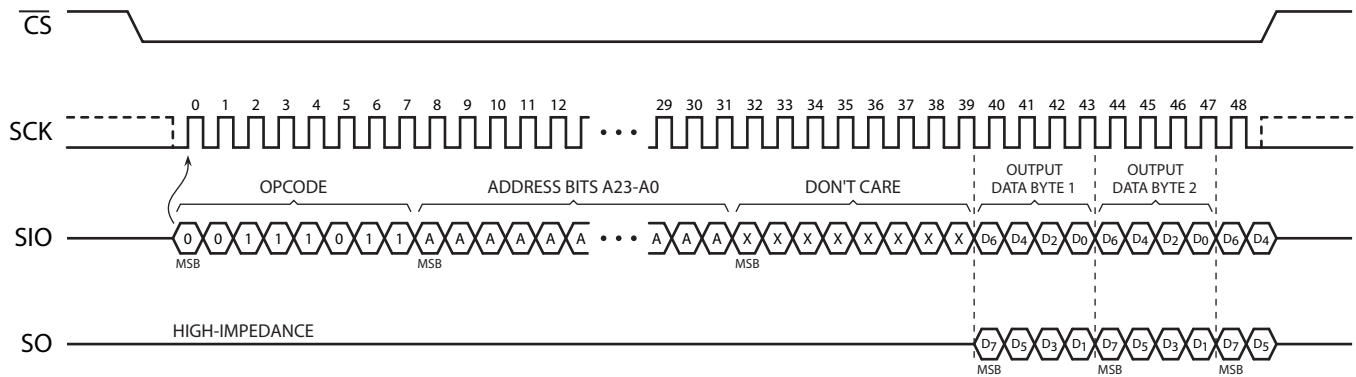 CS
0 1 2 3 4 5 6 7 8 9 10 11 12 29 30 31 32 33 34 35 36 37 38 39 40 41 42 43 44 45 46 47 48
SCK • • •
OPCODE ADDRESS BITS A23-A0 DON'T CARE OUTPUT DATA BYTE 1 OUTPUT DATA BYTE 2
SIO 0 0 1 1 1 0 1 1 A A A A A A • • • A A A X X X X X X X X D6 D4 D2 D0 D6 D4 D2 D0 D6 D4
MSB MSB MSB
HIGH-IMPEDANCE
SO D7 D5 D3 D1 D7 D5 D3 D1 D7 D5
MSB MSB MSB